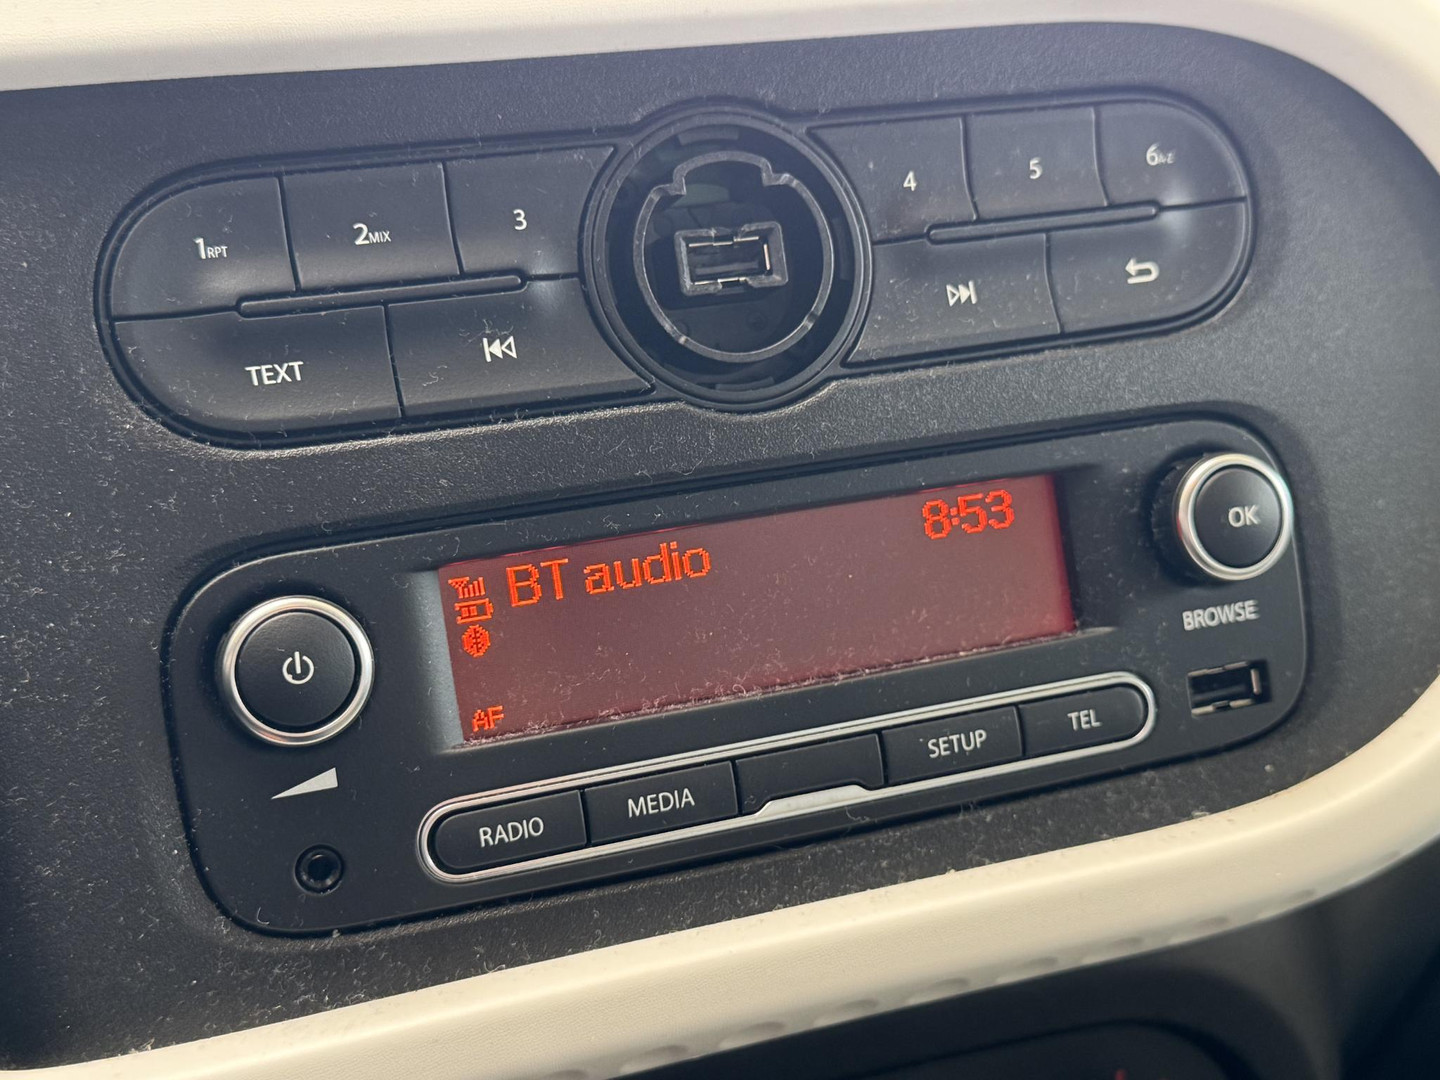 1RPT
2MIX
3
4
5
6A-Z
TEXT
BT audio
8:53
AF
OK
BROWSE
RADIO
MEDIA
SETUP
TEL